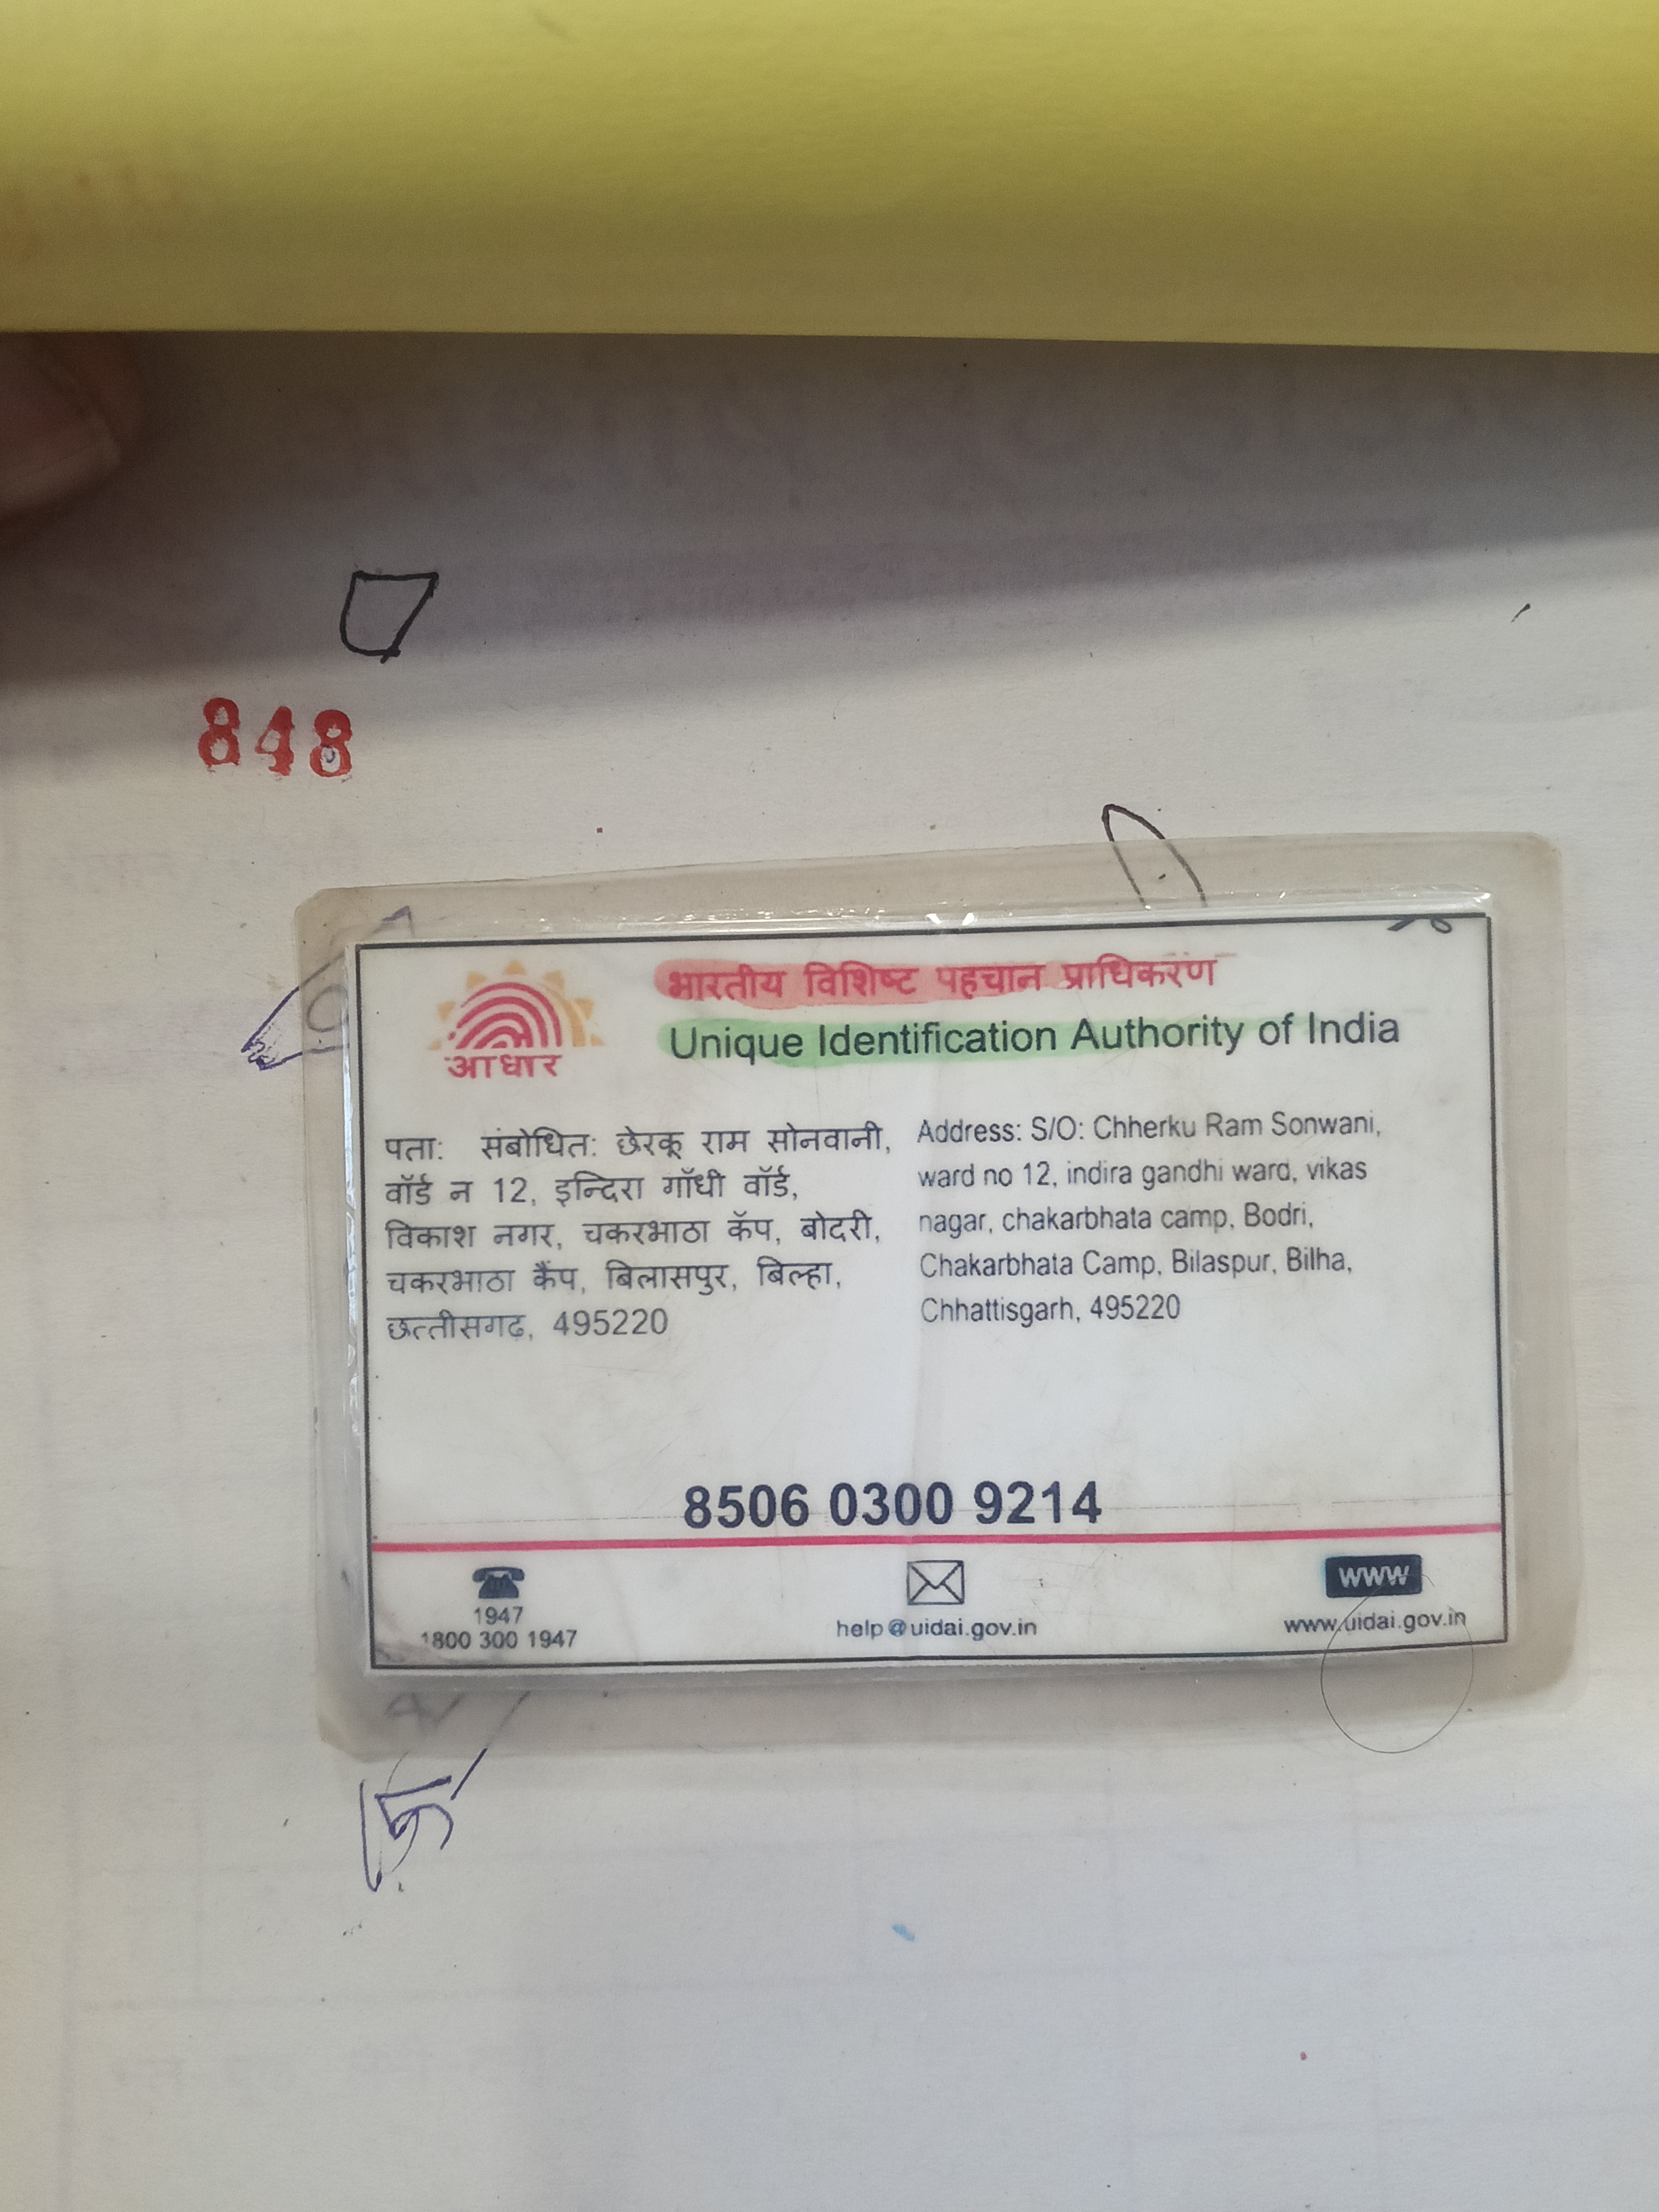 848
भारतीय विशिष्ट पहचान प्राधिकरण
Unique Identification Authority of India
आधार
पता: संबोधित: छेरकू राम सोनवानी,
वॉर्ड न 12, इन्दिरा गाँधी वॉर्ड,
विकाश नगर, चकरभाठा कॅप, बोदरी,
चकरभाठा कैंप, बिलासपुर, बिल्हा,
छत्तीसगढ़, 495220
Address: S/O: Chherku Ram Sonwani,
ward no 12, indira gandhi ward, vikas
nagar, chakarbhata camp, Bodri,
Chakarbhata Camp, Bilaspur, Bilha,
Chhattisgarh, 495220
8506 0300 9214
1947
1800 300 1947
help@uidai.gov.in
www
www.uidai.gov.in